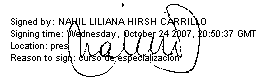 Signed by: NAHIL LILIANA HIRSH CARRILLO
Signing time: Wednesday, October 24 2007, 20:50:37 GMT
Location: pres
Reason to sign: curso de especialización